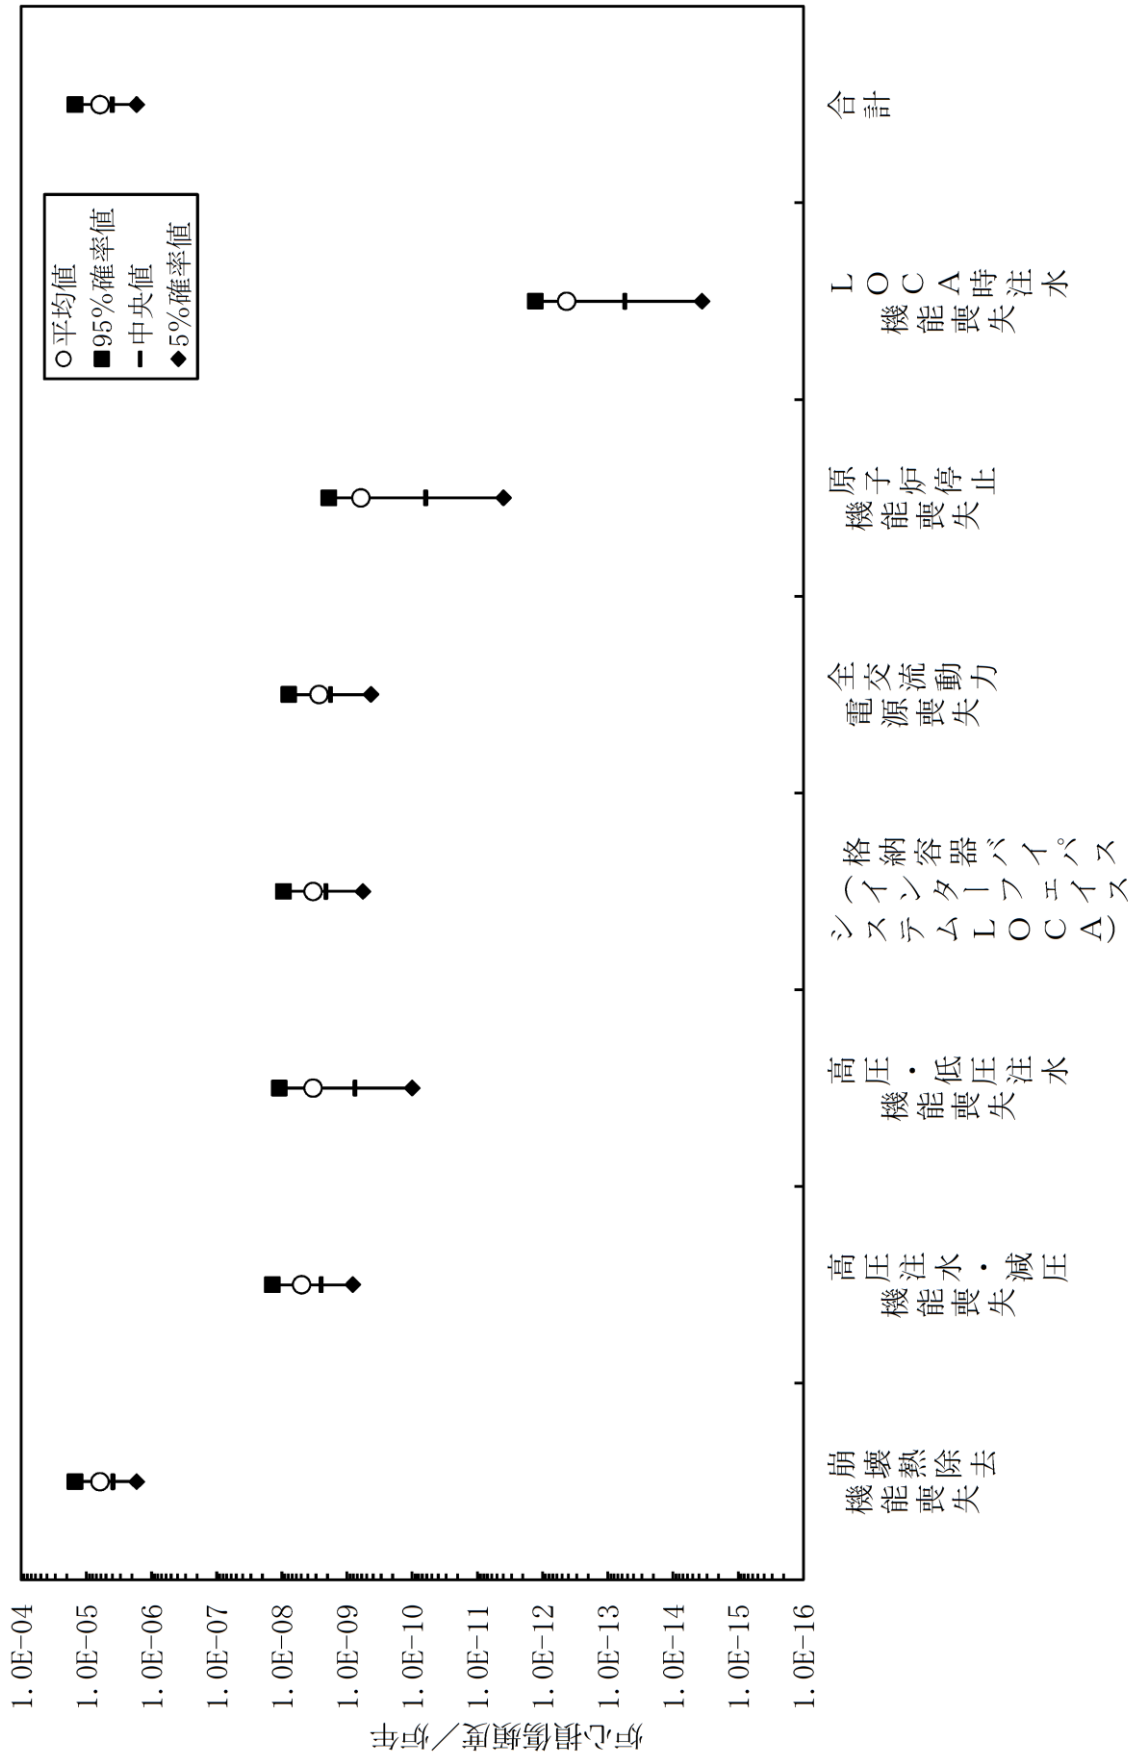 炉心損傷頻度／炉年
1.0E-04
1.0E-05
1.0E-06
1.0E-07
1.0E-08
1.0E-09
1.0E-10
1.0E-11
1.0E-12
1.0E-13
1.0E-14
1.0E-15
1.0E-16
平均値
95%確率値
中央値
5%確率値
崩壊熱除去
機能喪失
高圧注水・減圧
機能喪失
高圧・低圧注水
機能喪失
格納容器バイパス
(インターフェイス
システムＬＯＣＡ)
全交流動力
電源喪失
原子炉停止
機能喪失
ＬＯＣＡ時注水
機能喪失
合計